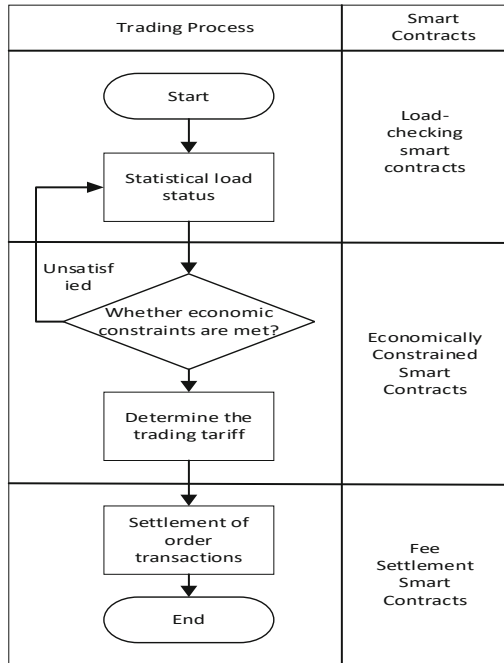 Trading Process
Smart
Contracts
Start
Load-
checking
smart
contracts
Statistical load
status
Unsatisf
ied
Whether economic
constraints are met?
Economically
Constrained
Smart
Contracts
Determine the
trading tariff
Settlement of
order
transactions
Fee
Settlement
Smart
Contracts
End